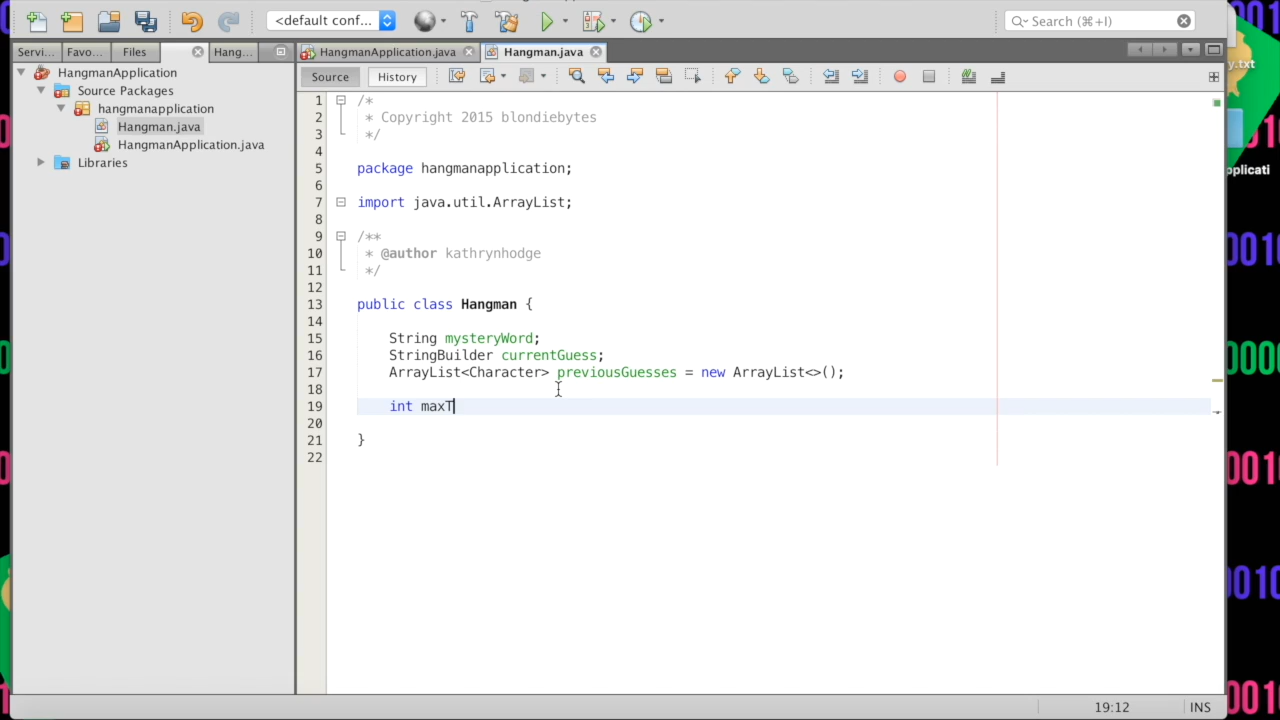 <default conf...
Search (⌘+I)
Servi... Favo... Files Hang...
HangmanApplication.java Hangman.java
Source History
HangmanApplication
Source Packages
hangmanapplication
Hangman.java
HangmanApplication.java
Libraries
1 /*
2 * Copyright 2015 blondiebytes
3 */
4
5 package hangmanapplication;
6
7 import java.util.ArrayList;
8
9 /**
10 * @author kathrynhodge
11 */
12
13 public class Hangman {
14
15 String mysteryWord;
16 StringBuilder currentGuess;
17 ArrayList<Character> previousGuesses = new ArrayList<>();
18
19 int maxT
20
21 }
22
19:12 INS
y.txt
plicati